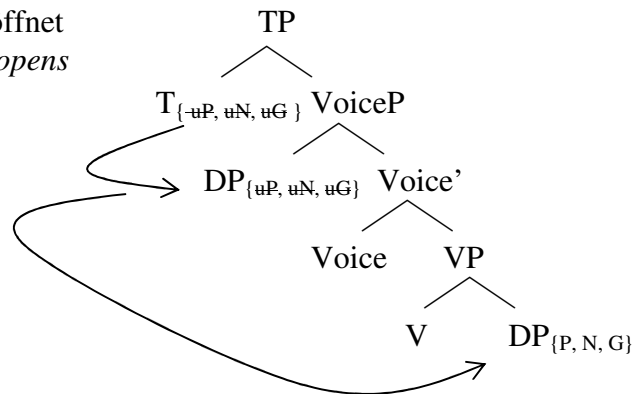 öffnet TP
opens
T{uP, uN, uG } VoiceP
DP{uP, uN, uG} Voice’
Voice VP
V DP{P, N, G}